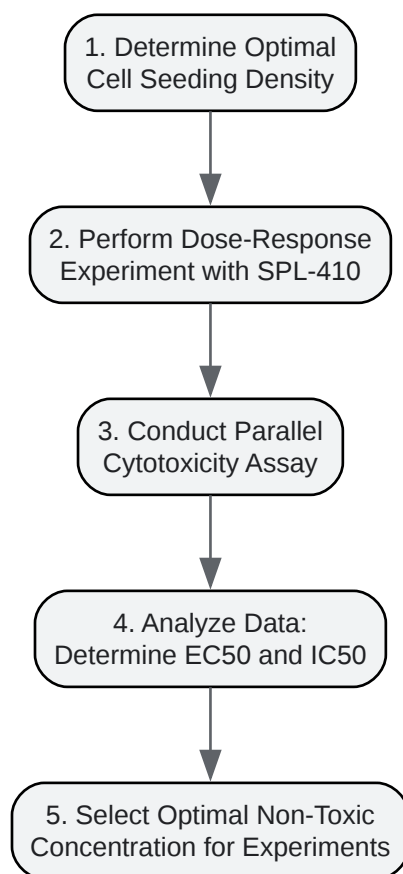 1. Determine Optimal
Cell Seeding Density
2. Perform Dose-Response
Experiment with SPL-410
3. Conduct Parallel
Cytotoxicity Assay
4. Analyze Data:
Determine EC50 and IC50
5. Select Optimal Non-Toxic
Concentration for Experiments